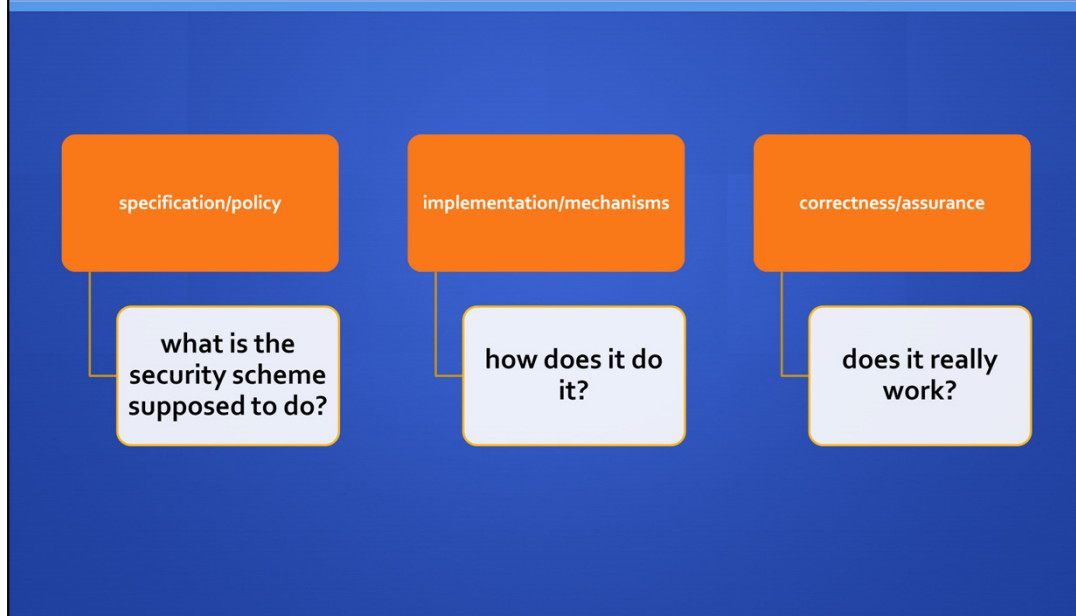 specification/policy
implementation/mechanisms
correctness/assurance
what is the
security scheme
supposed to do?
how does it do
it?
does it really
work?